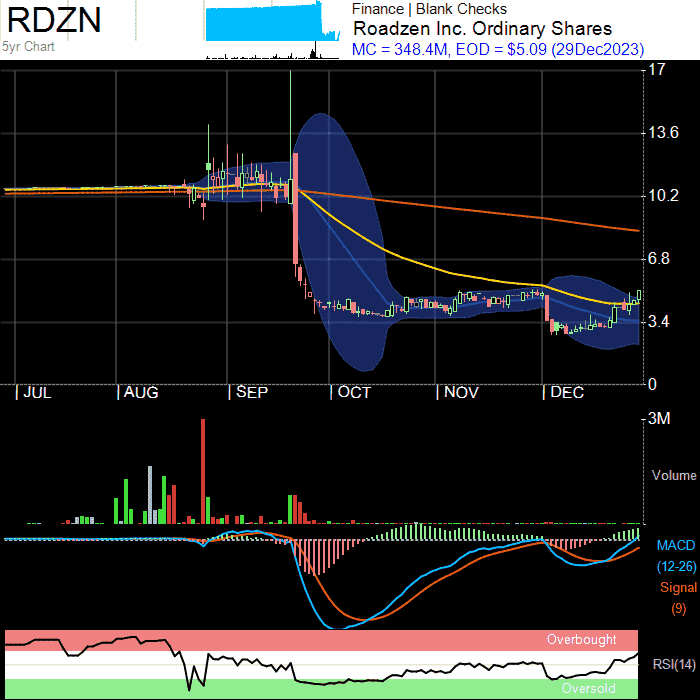 RDZN
5yr Chart
Finance | Blank Checks
Roadzen Inc. Ordinary Shares
MC = 348.4M, EOD = $5.09 (29Dec2023)
17
13.6
10.2
6.8
3.4
0
JUL AUG SEP OCT NOV DEC
3M
Volume
MACD
(12-26)
Signal
(9)
Overbought
RSI(14)
Oversold